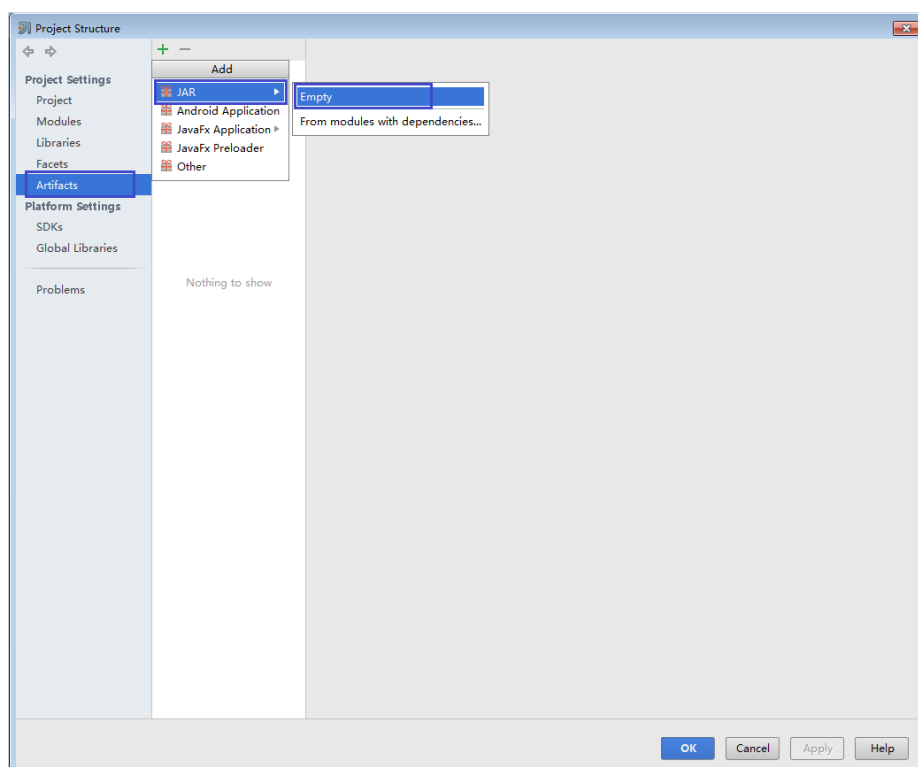 Project Structure
Project Settings
Project
Modules
Libraries
Facets
Artifacts
Platform Settings
SDKs
Global Libraries
Problems
Add
JAR
Android Application
JavaFx Application
JavaFx Preloader
Other
Empty
From modules with dependencies...
Nothing to show
OK Cancel Apply Help